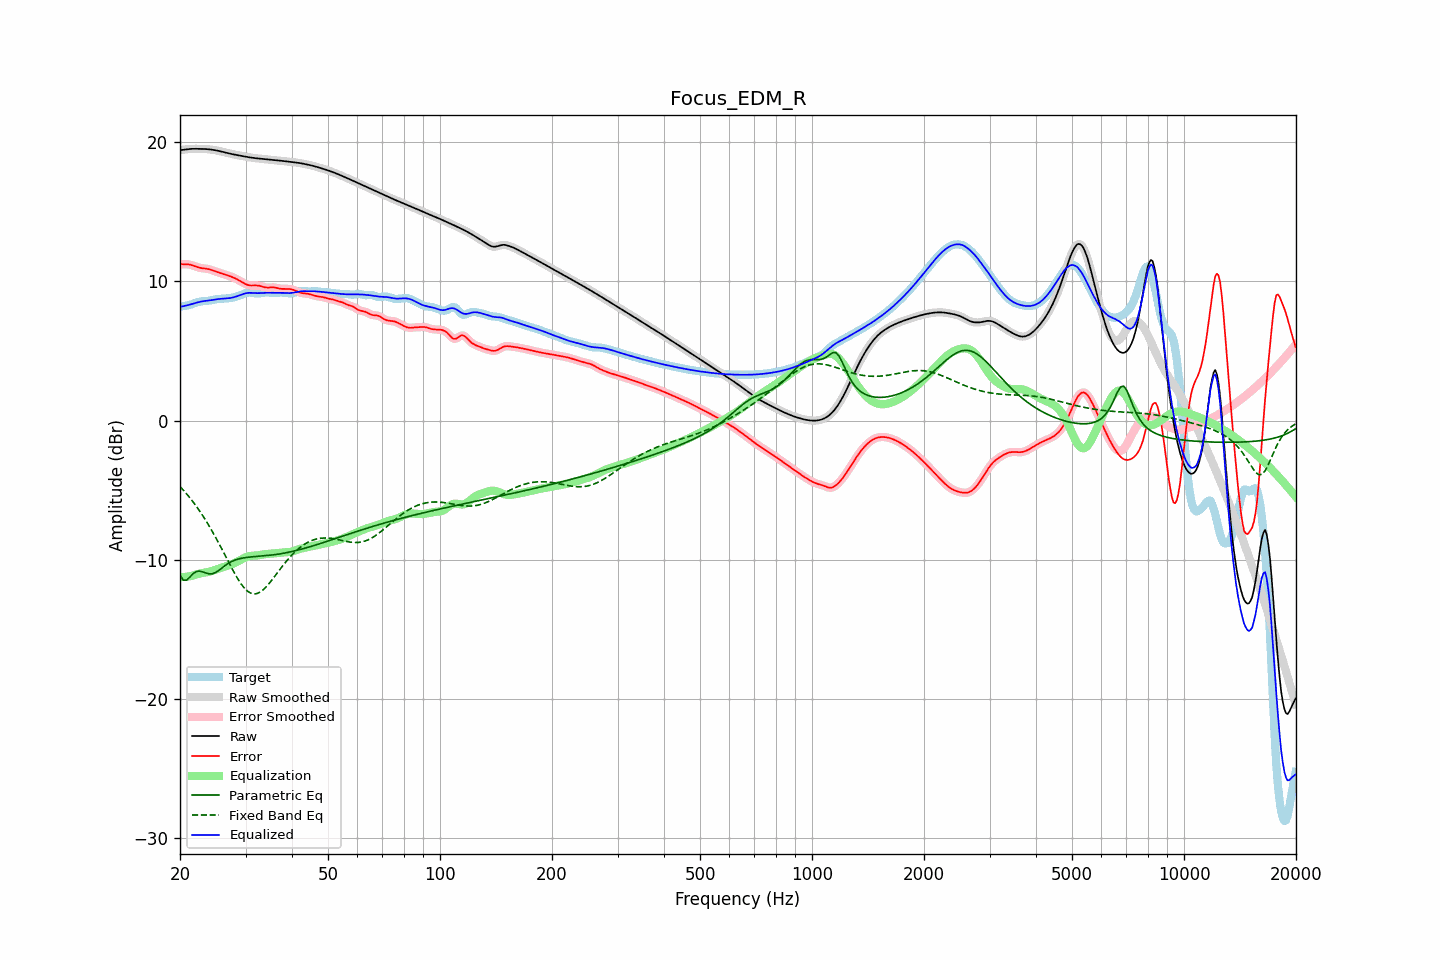 Focus_EDM_R
20
10
0
−10
−20
−30
Amplitude (dBr)
Target
Raw Smoothed
Error Smoothed
Raw
Error
Equalization
Parametric Eq
Fixed Band Eq
Equalized
20 50 100 200 500 1000 2000 5000 10000 20000
Frequency (Hz)